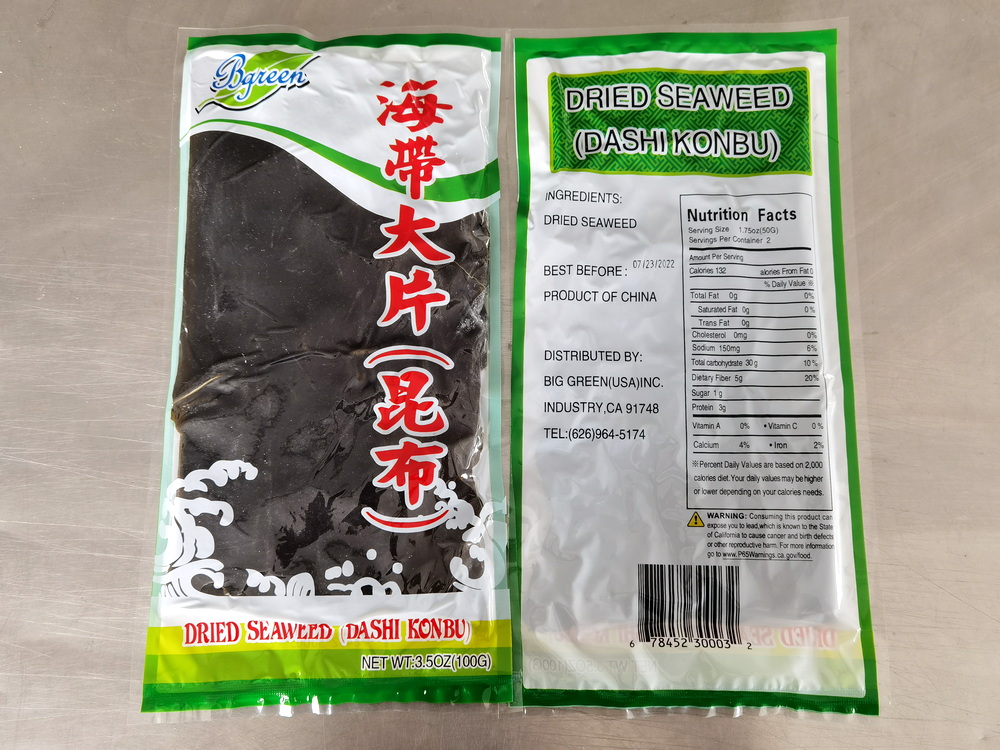 Bgreen
海帶大片(昆布)
DRIED SEAWEED (DASHI KONBU)
NET WT:3.5OZ(100G)
DRIED SEAWEED
(DASHI KONBU)
INGREDIENTS:
DRIED SEAWEED
BEST BEFORE: 07/23/2022
PRODUCT OF CHINA
DISTRIBUTED BY:
BIG GREEN(USA)INC.
INDUSTRY,CA 91748
TEL:(626)964-5174
Nutrition Facts
Serving Size 1.75oz(50G)
Servings Per Container 2
Amount Per Serving
Calories 132 alories From Fat 0
% Daily Value ※
Total Fat 0g 0%
Saturated Fat 0g 0%
Trans Fat 0g
Cholesterol 0mg 0%
Sodium 150mg 6%
Total carbohydrate 30g 10%
Dietary Fiber 5g 20%
Sugar 1g
Protein 3g
Vitamin A 0% • Vitamin C 0%
Calcium 4% • Iron 2%
※Percent Daily Values are based on 2,000
calories diet. Your daily values may be higher
or lower depending on your calories needs.
WARNING: Consuming this product can
expose you to lead,which is known to the State
of California to cause cancer and birth defects
or other reproductive harm. For more information
go to www.P65Warnings.ca.gov/food.
6 78452 30003 2